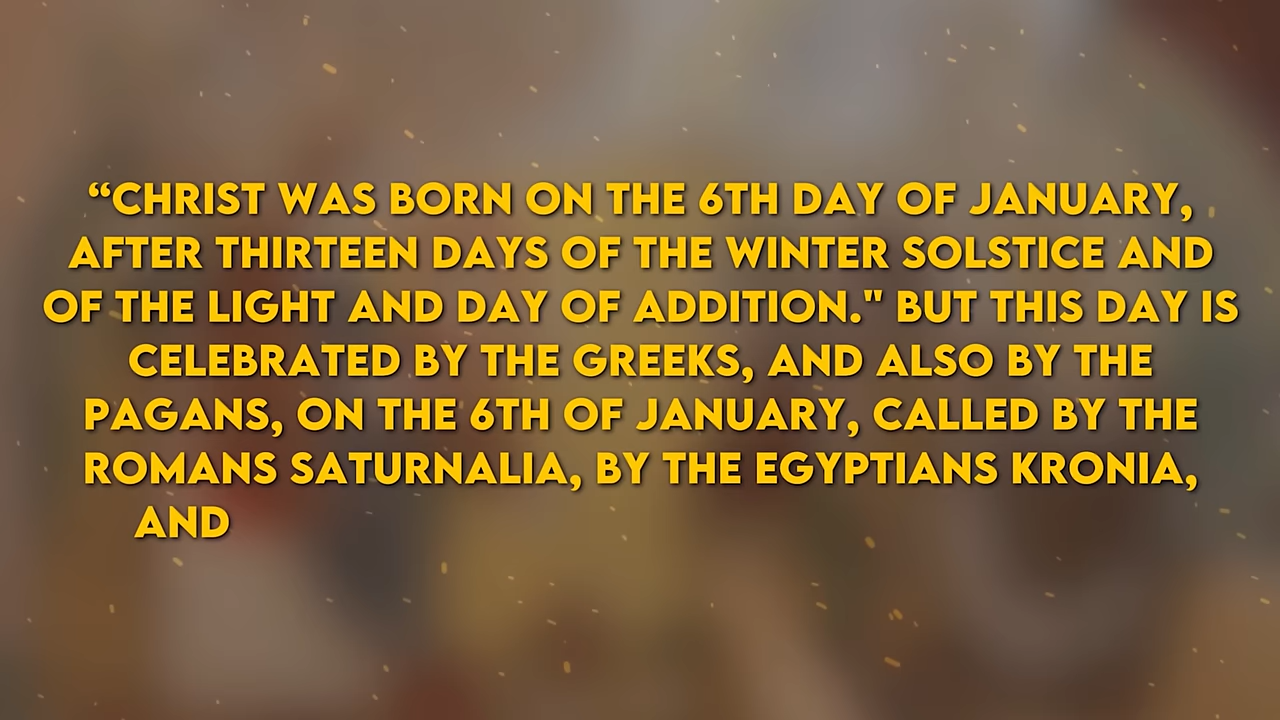 “CHRIST WAS BORN ON THE 6TH DAY OF JANUARY,
AFTER THIRTEEN DAYS OF THE WINTER SOLSTICE AND
OF THE LIGHT AND DAY OF ADDITION." BUT THIS DAY IS
CELEBRATED BY THE GREEKS, AND ALSO BY THE
PAGANS, ON THE 6TH OF JANUARY, CALLED BY THE
ROMANS SATURNALIA, BY THE EGYPTIANS KRONIA,
AND